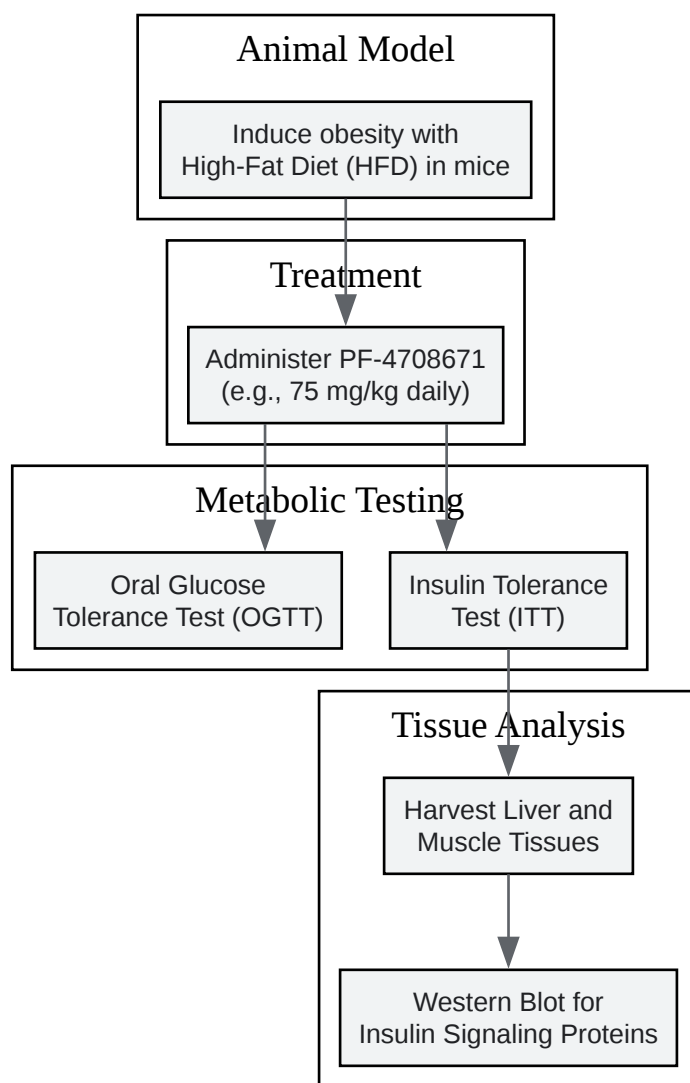 Animal Model
Induce obesity with
High-Fat Diet (HFD) in mice
Treatment
Administer PF-4708671
(e.g., 75 mg/kg daily)
Metabolic Testing
Oral Glucose
Tolerance Test (OGTT)
Insulin Tolerance
Test (ITT)
Tissue Analysis
Harvest Liver and
Muscle Tissues
Western Blot for
Insulin Signaling Proteins